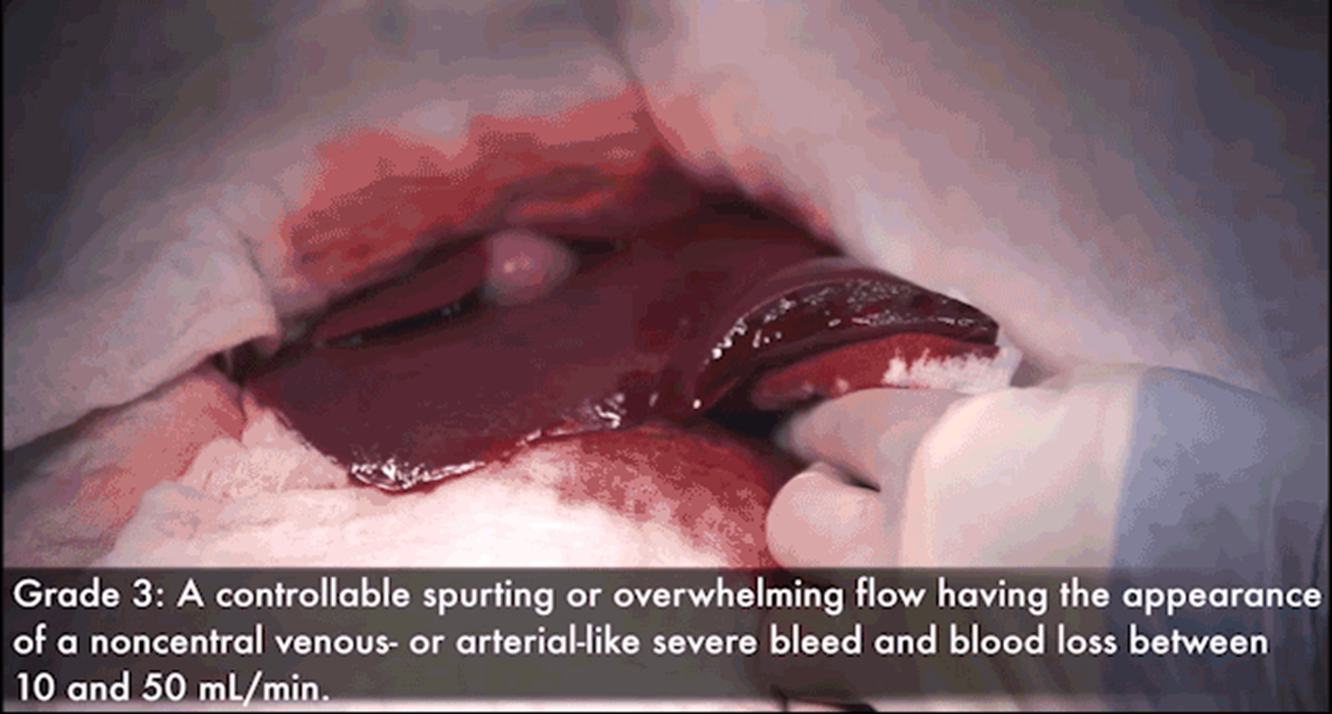 Grade 3: A controllable spurting or overwhelming flow having the appearance
of a noncentral venous- or arterial-like severe bleed and blood loss between
10 and 50 mL/min.